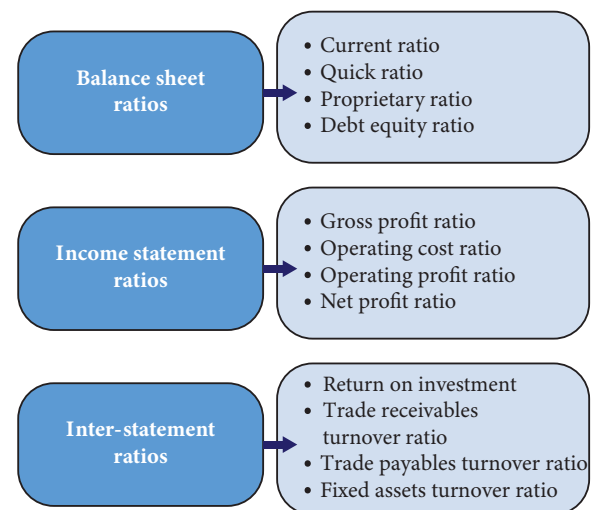 Balance sheet
ratios
• Current ratio
• Quick ratio
• Proprietary ratio
• Debt equity ratio
Income statement
ratios
• Gross profit ratio
• Operating cost ratio
• Operating profit ratio
• Net profit ratio
Inter-statement
ratios
• Return on investment
• Trade receivables
turnover ratio
• Trade payables turnover ratio
• Fixed assets turnover ratio